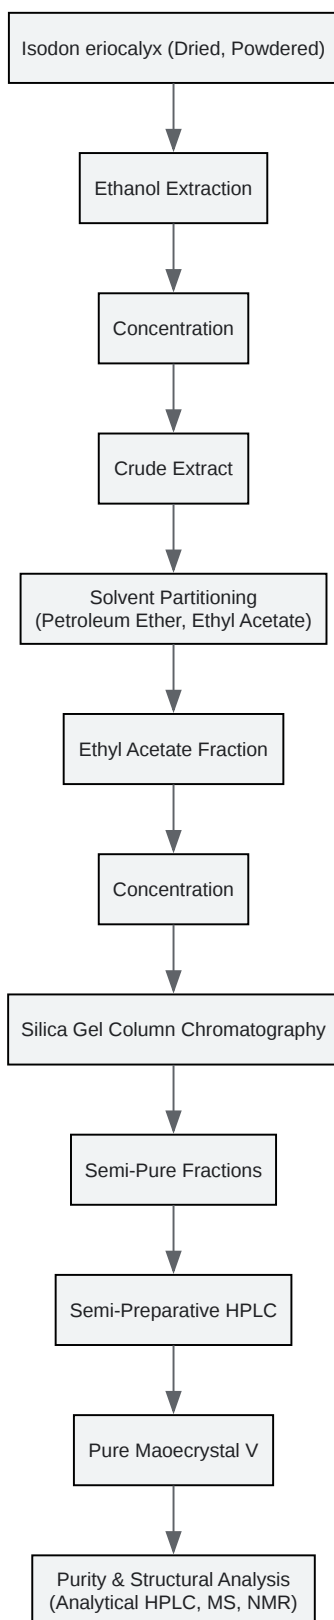 Isodon eriocalyx (Dried, Powdered)
Ethanol Extraction
Concentration
Crude Extract
Solvent Partitioning
(Petroleum Ether, Ethyl Acetate)
Ethyl Acetate Fraction
Concentration
Silica Gel Column Chromatography
Semi-Pure Fractions
Semi-Preparative HPLC
Pure Maoecrystal V
Purity & Structural Analysis
(Analytical HPLC, MS, NMR)